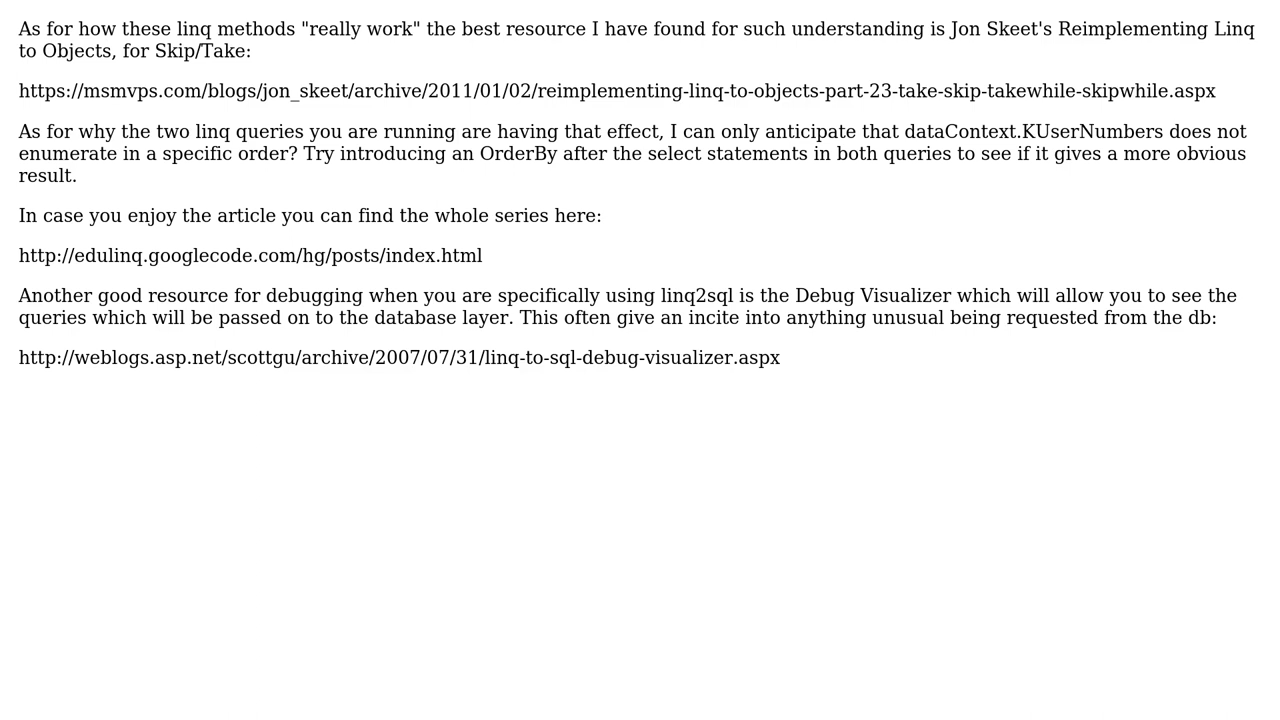 As for how these linq methods "really work" the best resource I have found for such understanding is Jon Skeet's Reimplementing Linq
to Objects, for Skip/Take:
https://msmvps.com/blogs/jon_skeet/archive/2011/01/02/reimplementing-linq-to-objects-part-23-take-skip-takewhile-skipwhile.aspx
As for why the two linq queries you are running are having that effect, I can only anticipate that dataContext.KUserNumbers does not
enumerate in a specific order? Try introducing an OrderBy after the select statements in both queries to see if it gives a more obvious
result.
In case you enjoy the article you can find the whole series here:
http://edulinq.googlecode.com/hg/posts/index.html
Another good resource for debugging when you are specifically using linq2sql is the Debug Visualizer which will allow you to see the
queries which will be passed on to the database layer. This often give an incite into anything unusual being requested from the db:
http://weblogs.asp.net/scottgu/archive/2007/07/31/linq-to-sql-debug-visualizer.aspx